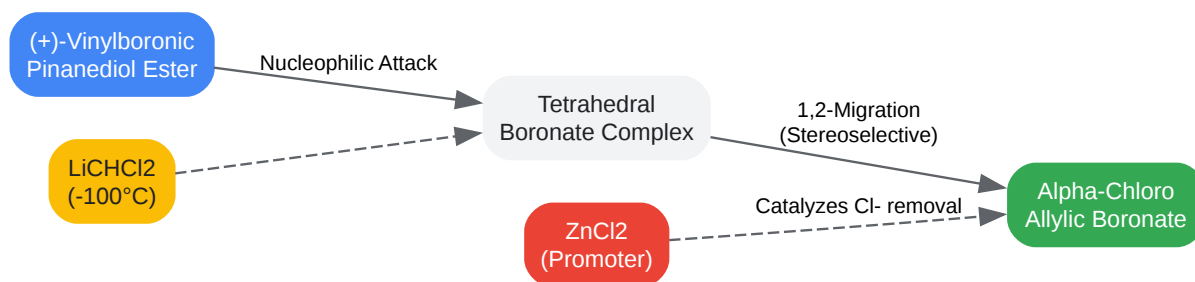 (+)-Vinylboronic
Pinanediol Ester
Nucleophilic Attack
LiCHCl2
(-100°C)
Tetrahedral
Boronate Complex
1,2-Migration
(Stereoselective)
ZnCl2
(Promoter)
Catalyzes Cl- removal
Alpha-Chloro
Allylic Boronate